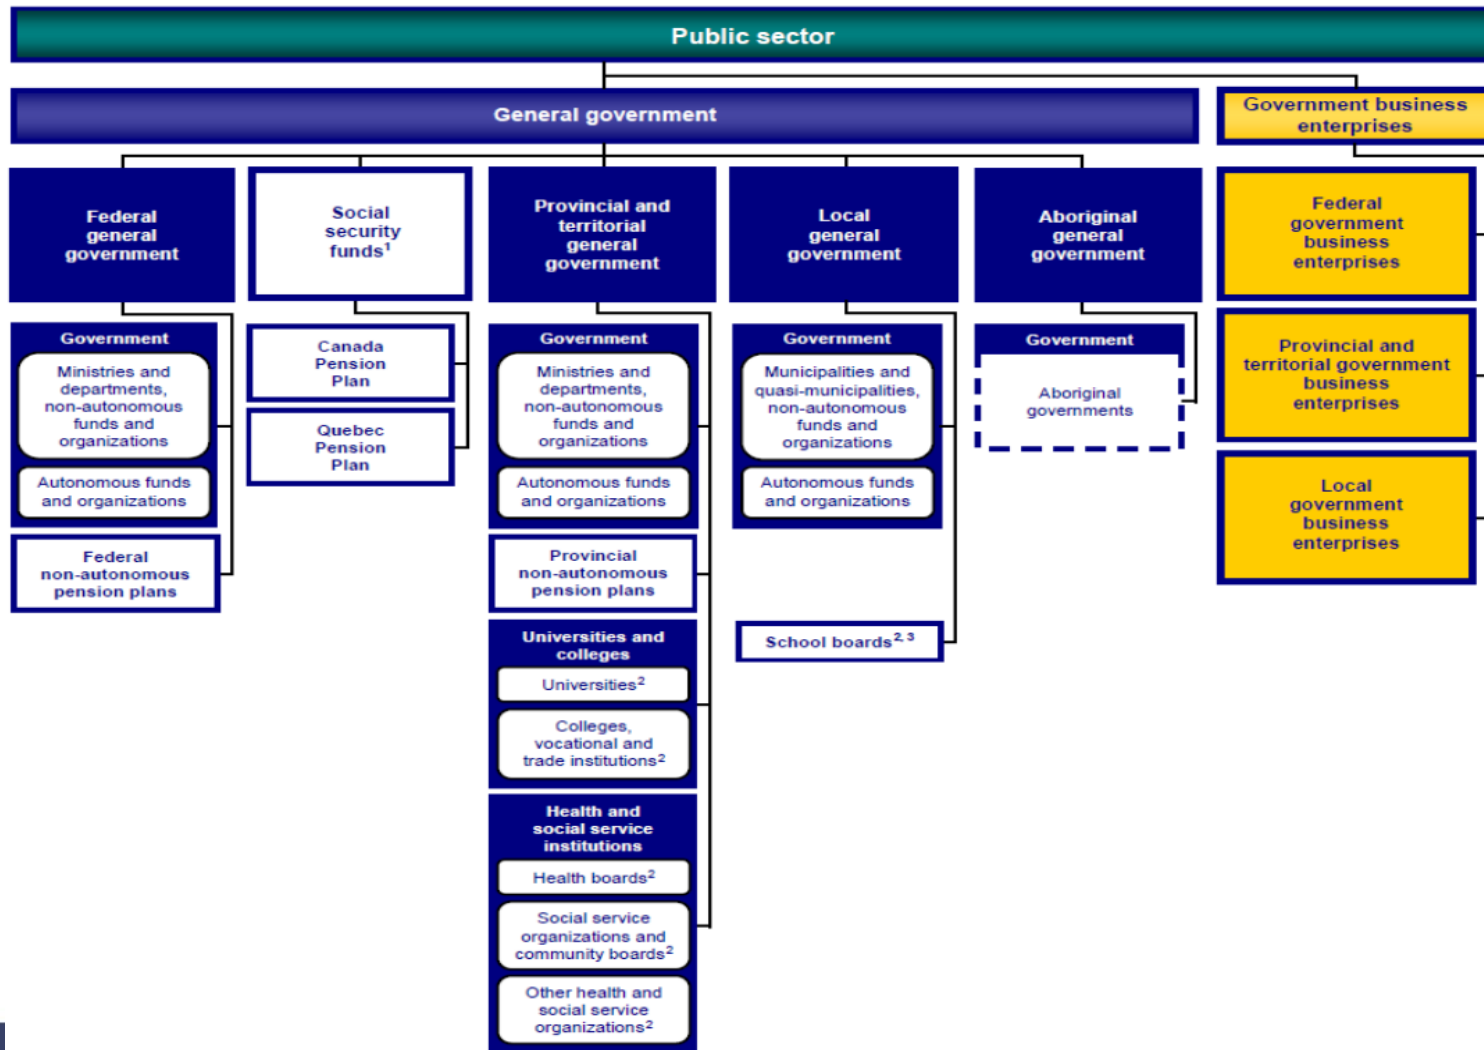 Public sector
General government
Government business
enterprises
Federal
general
government
Social
security
funds¹
Provincial and
territorial
general
government
Local
general
government
Aboriginal
general
government
Federal
government
business
enterprises
Government
Ministries and
departments,
non-autonomous
funds and
organizations
Autonomous funds
and organizations
Federal
non-autonomous
pension plans
Canada
Pension
Plan
Quebec
Pension
Plan
Government
Ministries and
departments,
non-autonomous
funds and
organizations
Autonomous funds
and organizations
Provincial
non-autonomous
pension plans
Universities and
colleges
Universities²
Colleges,
vocational and
trade institutions²
Health and
social service
institutions
Health boards²
Social service
organizations and
community boards²
Other health and
social service
organizations²
Government
Municipalities and
quasi-municipalities,
non-autonomous
funds and
organizations
Autonomous funds
and organizations
School boards²,³
Government
Aboriginal
governments
Provincial and
territorial government
business
enterprises
Local
government
business
enterprises